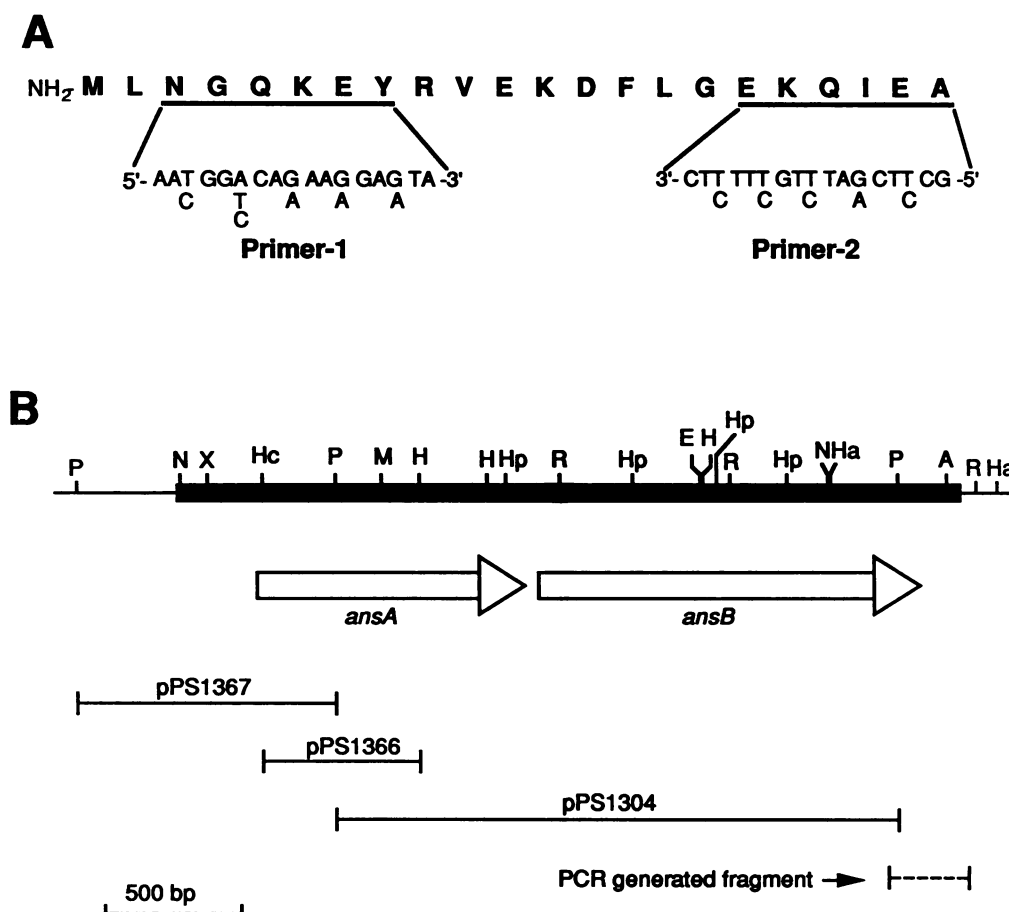 A
NH2- M L N G Q K E Y R V E K D F L G E K Q I E A
5'- AAT GGA CAG AAG GAG TA -3'
C T A A A
C
Primer-1
3'- CTT TTT GTT TAG CTT CG -5'
C C C A C
Primer-2
B
P N X Hc P M H H Hp R Hp E H Hp R Hp N Ha P A R Ha
ansA ansB
pPS1367
pPS1366
pPS1304
PCR generated fragment
500 bp